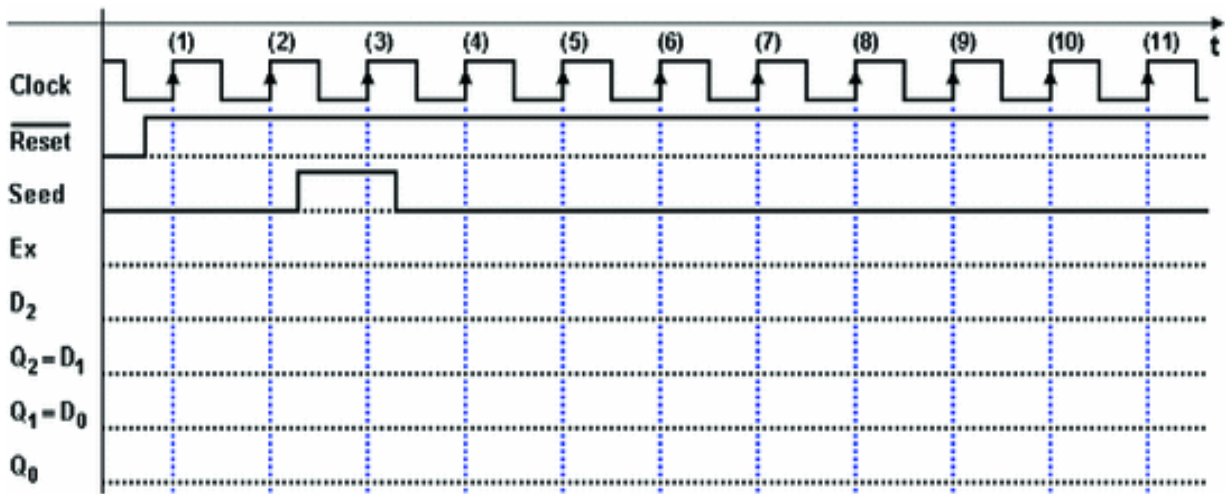 (1) (2) (3) (4) (5) (6) (7) (8) (9) (10) (11) t
Clock
Reset
Seed
Ex
D2
Q2=D1
Q1=D0
Q0